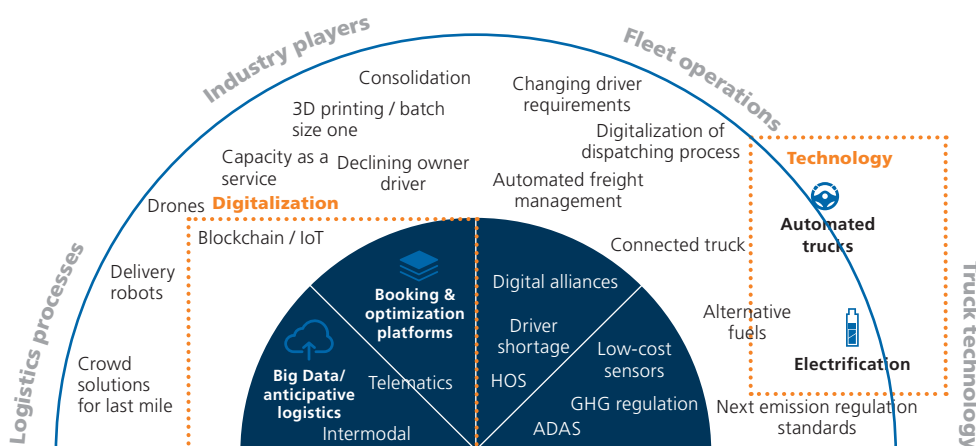 Industry players
Fleet operations
Logistics processes
Truck technology
Consolidation
3D printing / batch
size one
Capacity as a
service
Declining owner
driver
Drones
Digitalization
Blockchain / IoT
Delivery
robots
Crowd
solutions
for last mile
Changing driver
requirements
Digitalization of
dispatching process
Automated freight
management
Connected truck
Technology
Automated
trucks
Alternative
fuels
Electrification
Next emission regulation
standards
Booking &
optimization
platforms
Big Data/
anticipative
logistics
Telematics
Intermodal
Digital alliances
Driver
shortage
HOS
Low-cost
sensors
GHG regulation
ADAS